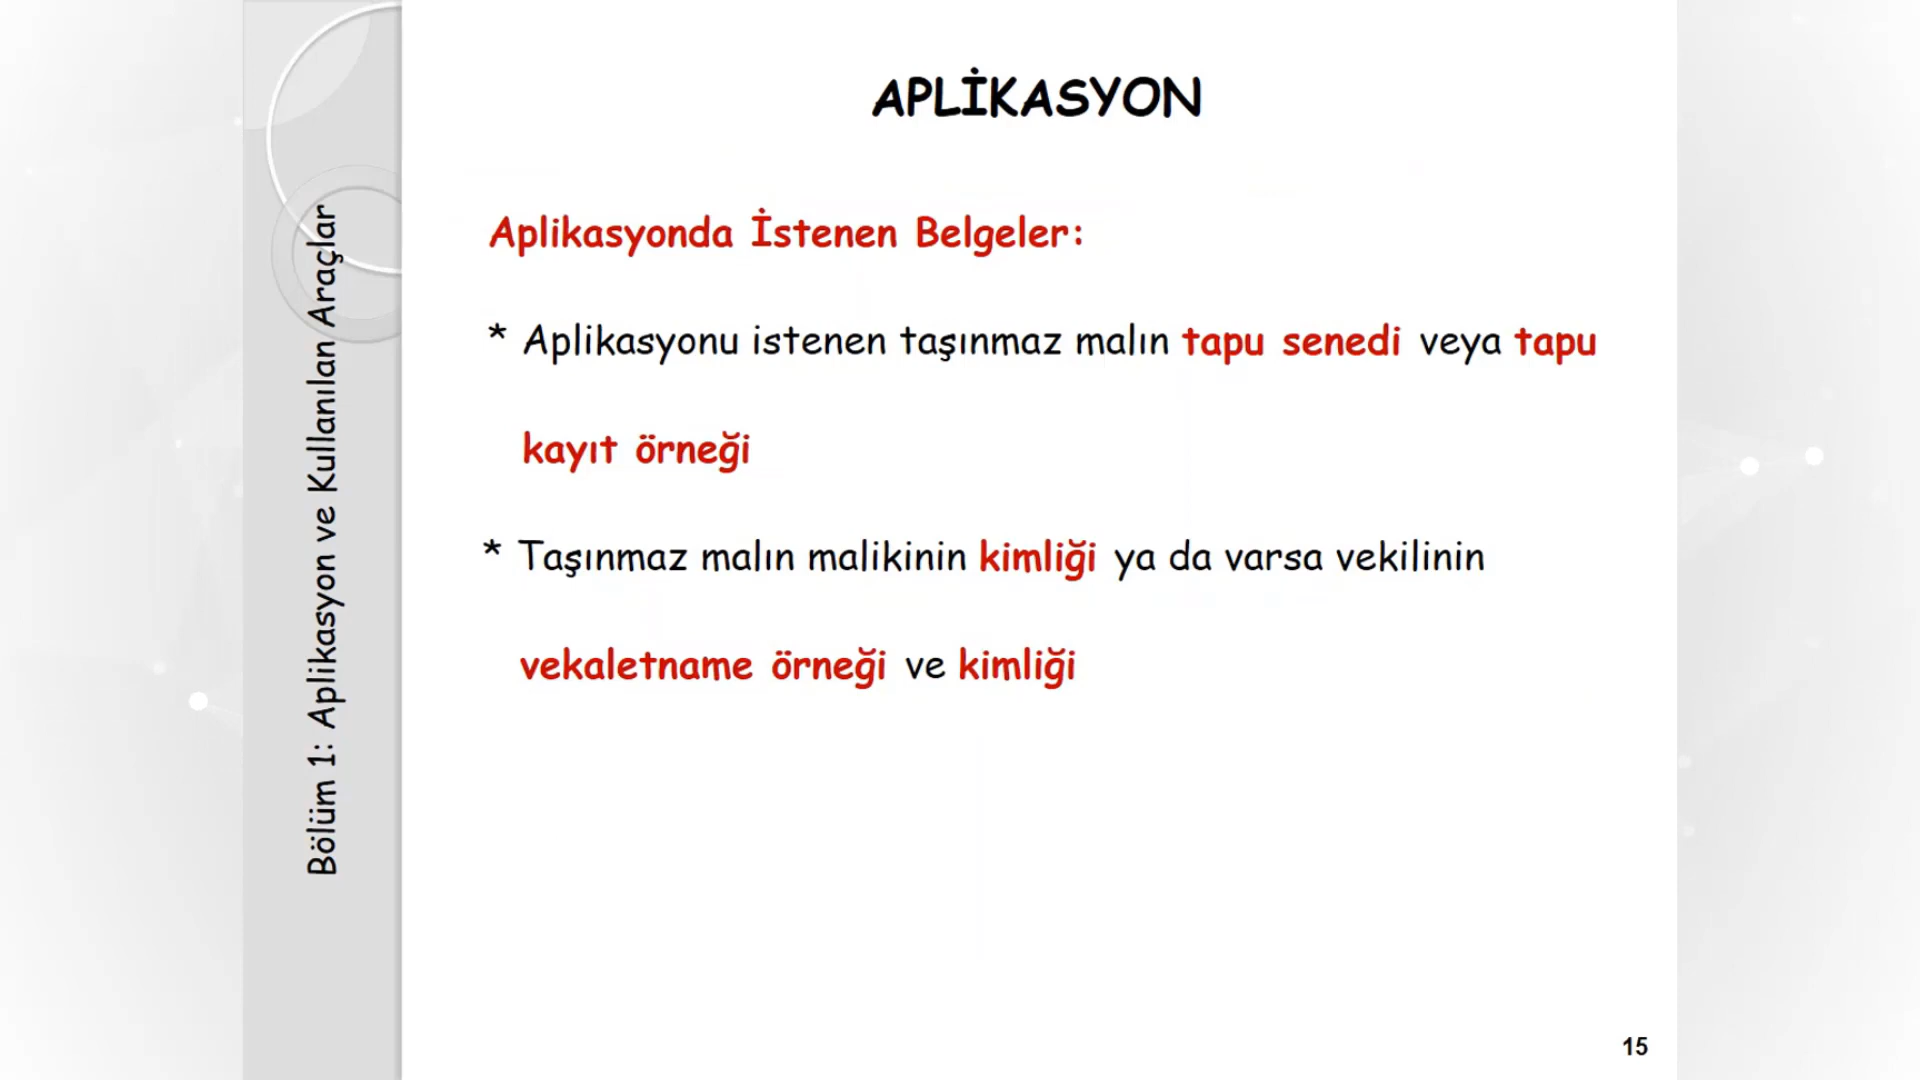 APLİKASYON
Bölüm 1: Aplikasyon ve Kullanılan Araçlar
Aplikasyonda İstenen Belgeler:
* Aplikasyonu istenen taşınmaz malın tapu senedi veya tapu
kayıt örneği
* Taşınmaz malın malikinin kimliği ya da varsa vekilinin
vekaletname örneği ve kimliği
15